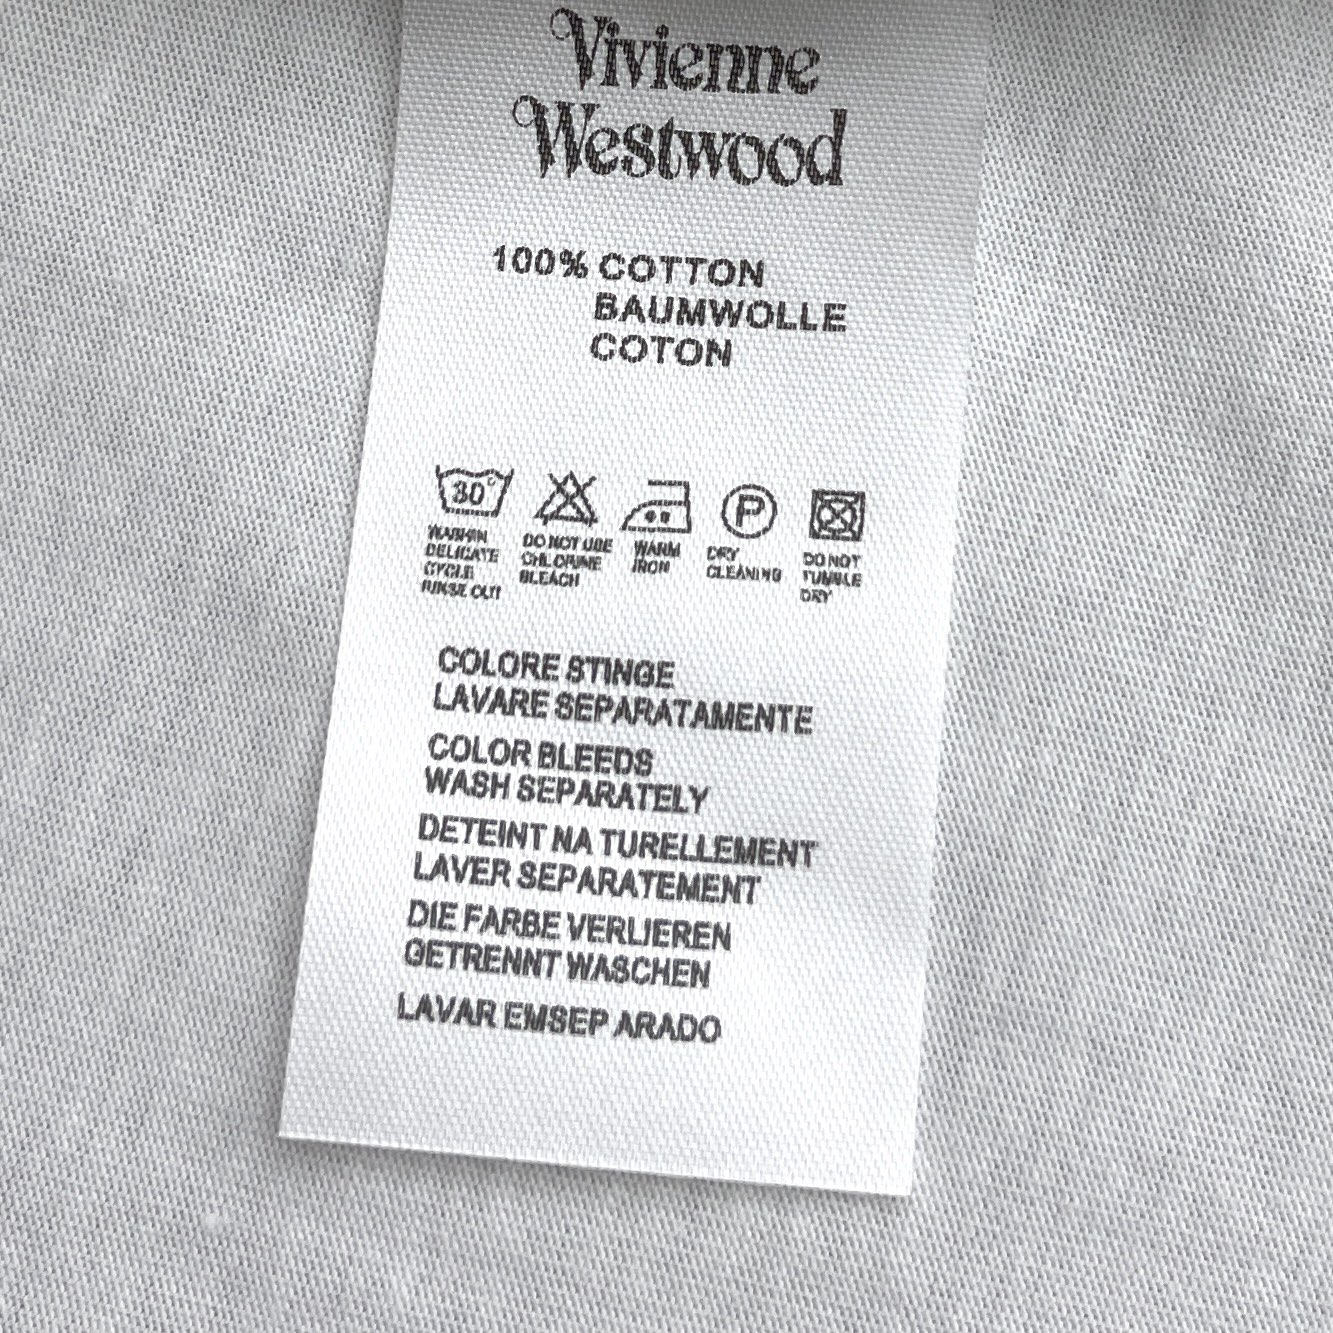 Vivienne
Westwood
100% COTTON
BAUMWOLLE
COTON
30°
DELICATE
CYCLE
RINSE OUT
DO NOT USE
CHLORINE
BLEACH
WARM
IRON
P
DRY
CLEANING
DO NOT
TUMBLE
DRY
COLORE STINGE
LAVARE SEPARATAMENTE
COLOR BLEEDS
WASH SEPARATELY
DETEINT NA TURELLEMENT
LAVER SEPARATEMENT
DIE FARBE VERLIEREN
GETRENNT WASCHEN
LAVAR EMSEP ARADO